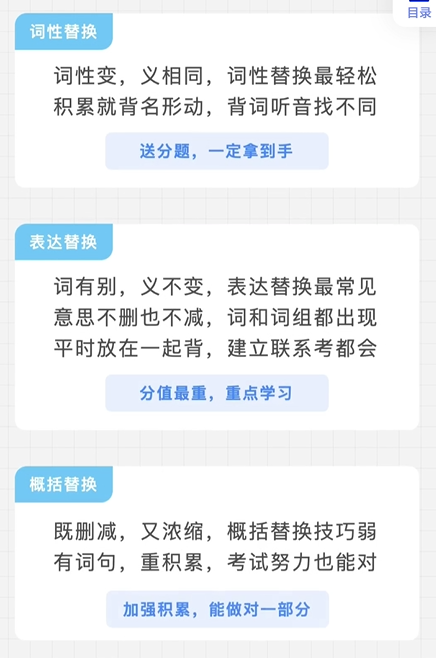 目录
词性替换
词性变，义相同，词性替换最轻松
积累就背名形动，背词听音找不同
送分题，一定拿到手
表达替换
词有别，义不变，表达替换最常见
意思不删也不减，词和词组都出现
平时放在一起背，建立联系考都会
分值最重，重点学习
概括替换
既删减，又浓缩，概括替换技巧弱
有词句，重积累，考试努力也能对
加强积累，能做对一部分